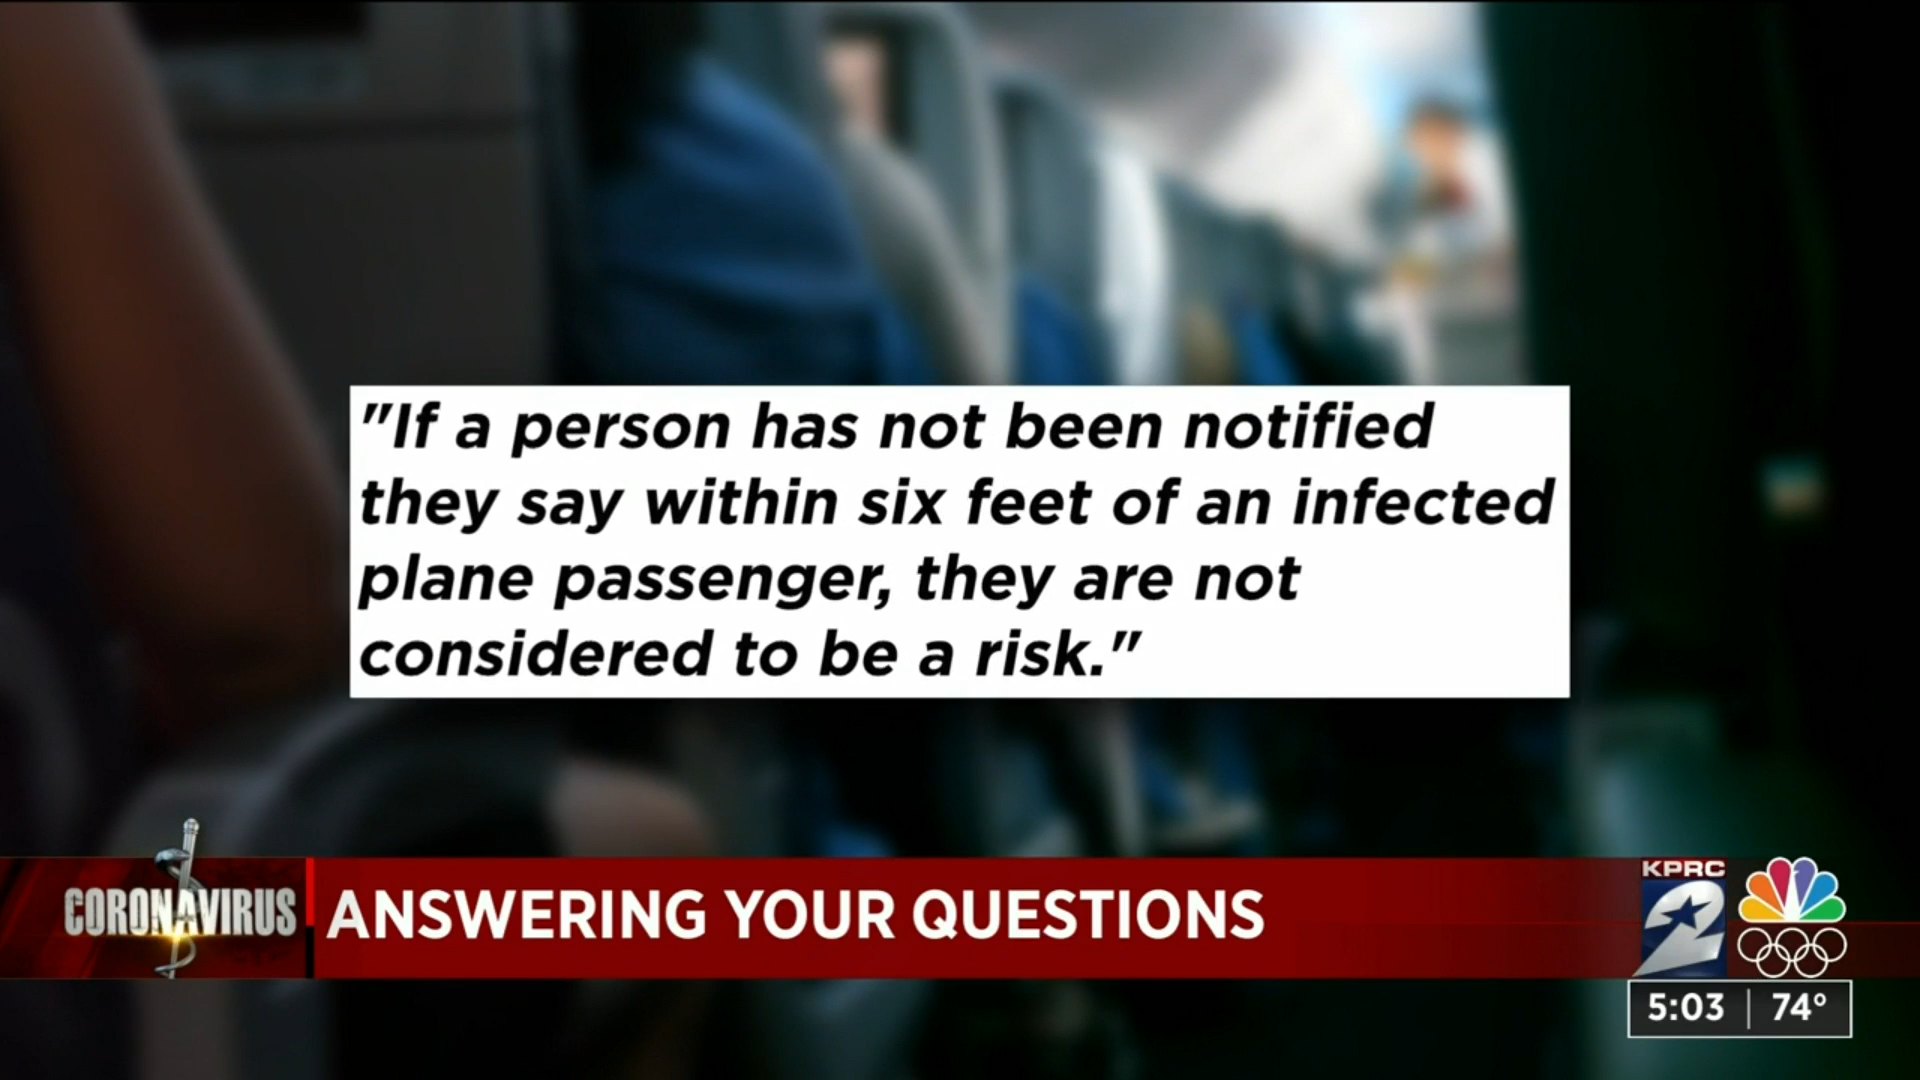 "If a person has not been notified
they say within six feet of an infected
plane passenger, they are not
considered to be a risk."
CORONAVIRUS
ANSWERING YOUR QUESTIONS
KPRC
2
5:03 | 74°